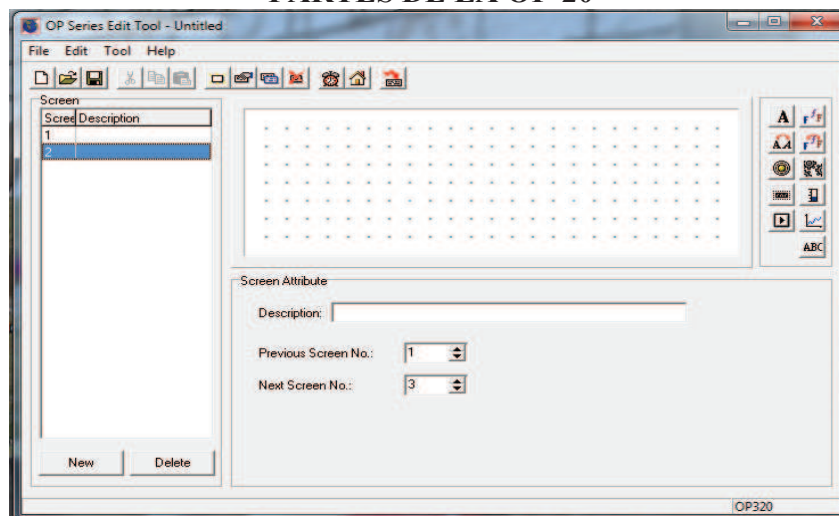 PARTES DE LA OP 20
OP Series Edit Tool - Untitled
File Edit Tool Help
Screen
Scree Description
1
2
A
F f F
AA
F T F
ABC
Screen Attribute
Description:
Previous Screen No.: 1
Next Screen No.: 3
New Delete
OP320